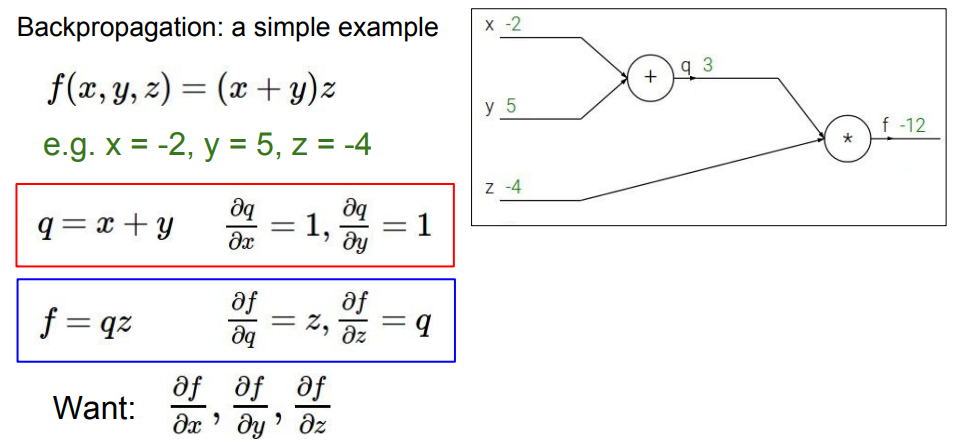 Backpropagation: a simple example
f(x, y, z) = (x + y)z
e.g. x = -2, y = 5, z = -4
q = x + y ∂q/∂x = 1, ∂q/∂y = 1
f = qz ∂f/∂q = z, ∂f/∂z = q
Want: ∂f/∂x, ∂f/∂y, ∂f/∂z
x -2
+
q 3
y 5
f -12
*
z -4